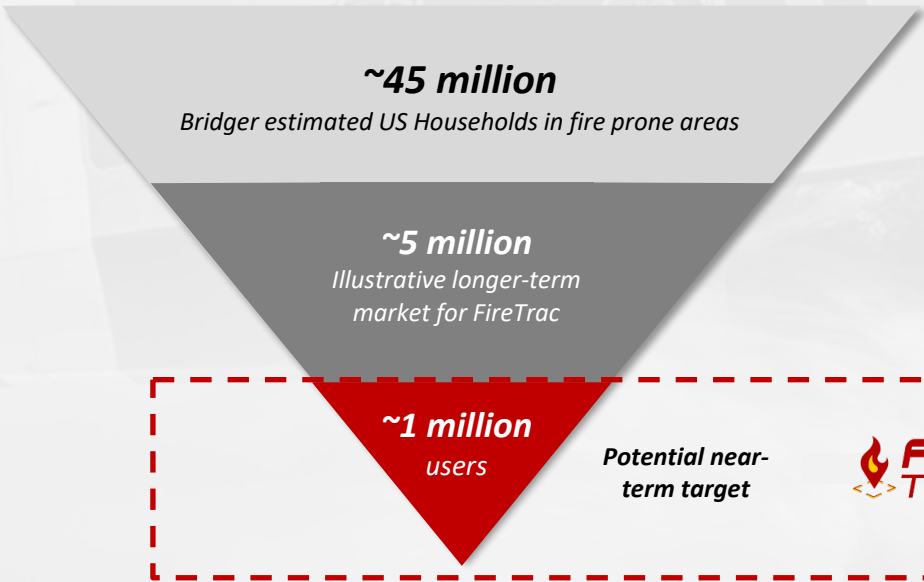 ~45 million
Bridger estimated US Households in fire prone areas
~5 million
Illustrative longer-term
market for FireTrac
~1 million
users
Potential near-
term target